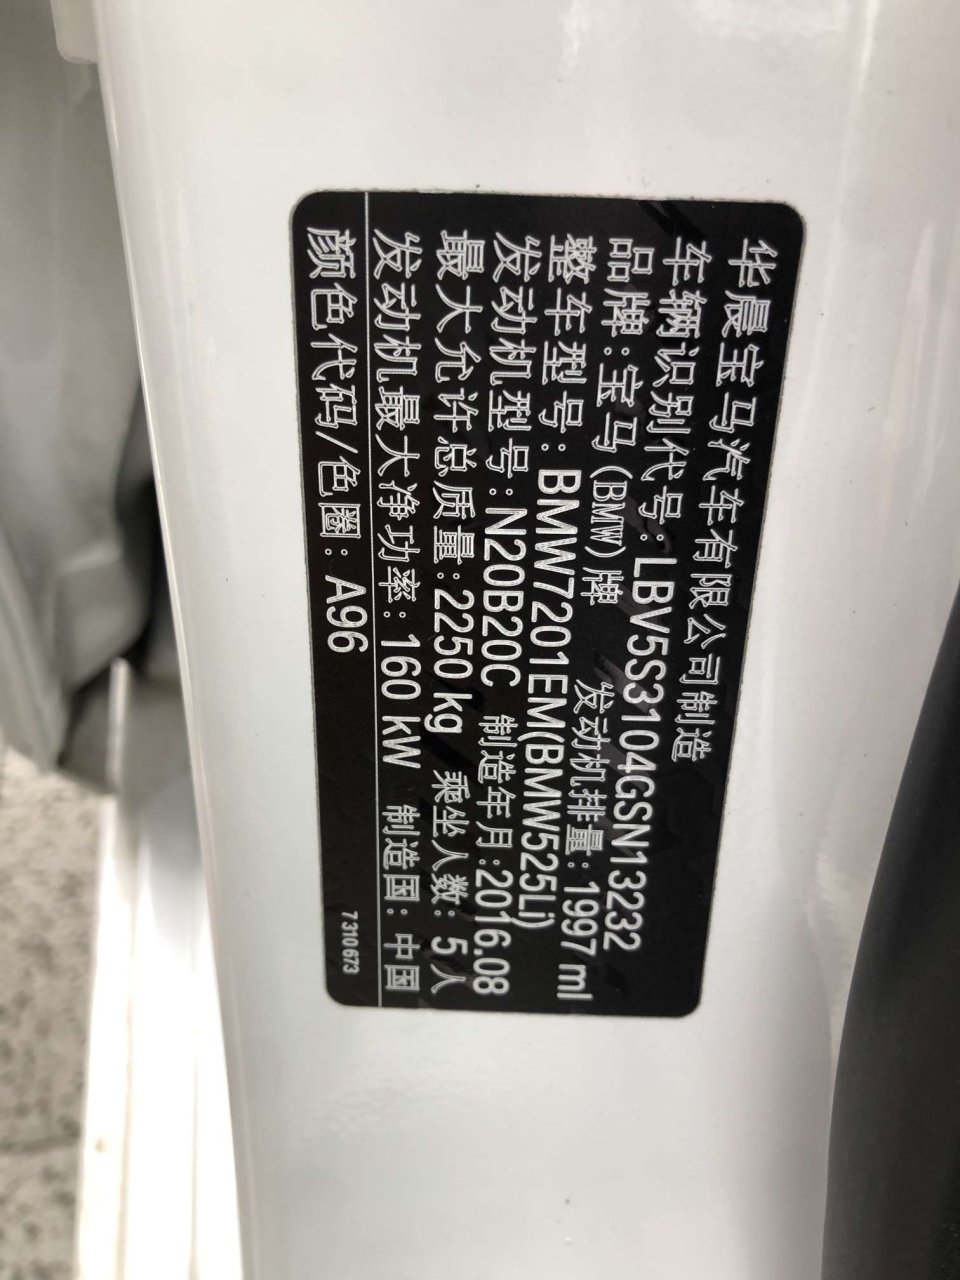 华晨宝马汽车有限公司制造
车辆识别代号:LBV5S3104GSN13232
品牌:宝马(BMW)牌 发动机排量:1997 ml
整车型号:BMW7201EM(BMW525Li)
发动机型号:N20B20C 制造年月:2016.08
最大允许总质量:2250 kg 乘坐人数:5人
发动机最大净功率:160 kW 制造国:中国
颜色代码/色圈:A96 7310673